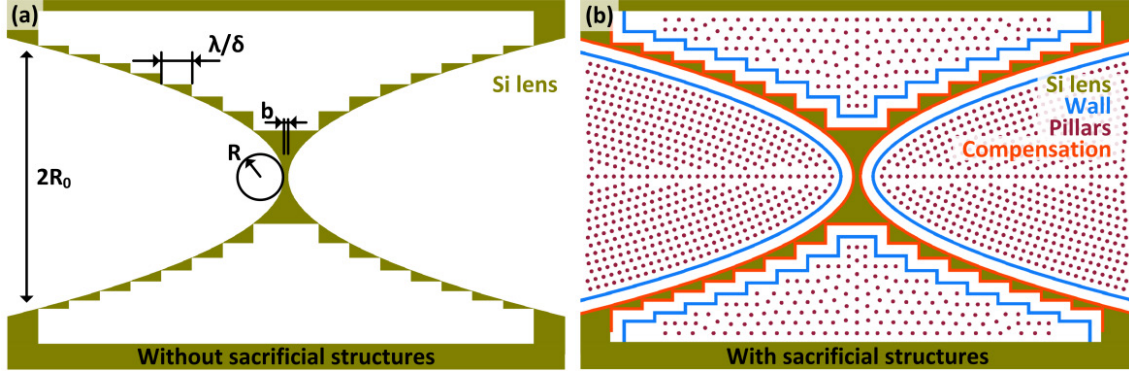 (a)
λ/δ
Si lens
b
R
2R₀
Without sacrificial structures
(b)
Si lens
Wall
Pillars
Compensation
With sacrificial structures